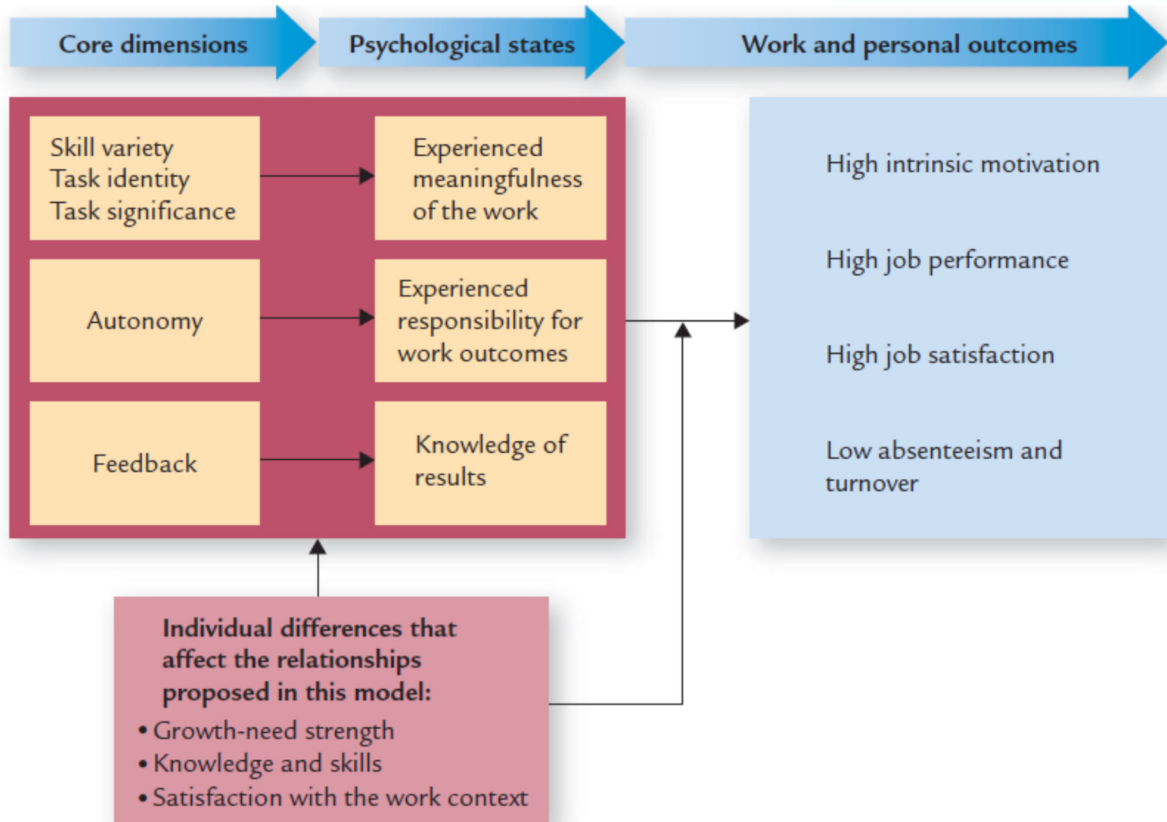 Core dimensions
Psychological states
Work and personal outcomes
Skill variety
Task identity
Task significance
Experienced
meaningfulness
of the work
Autonomy
Experienced
responsibility for
work outcomes
Feedback
Knowledge of
results
High intrinsic motivation
High job performance
High job satisfaction
Low absenteeism and
turnover
Individual differences that
affect the relationships
proposed in this model:
• Growth-need strength
• Knowledge and skills
• Satisfaction with the work context